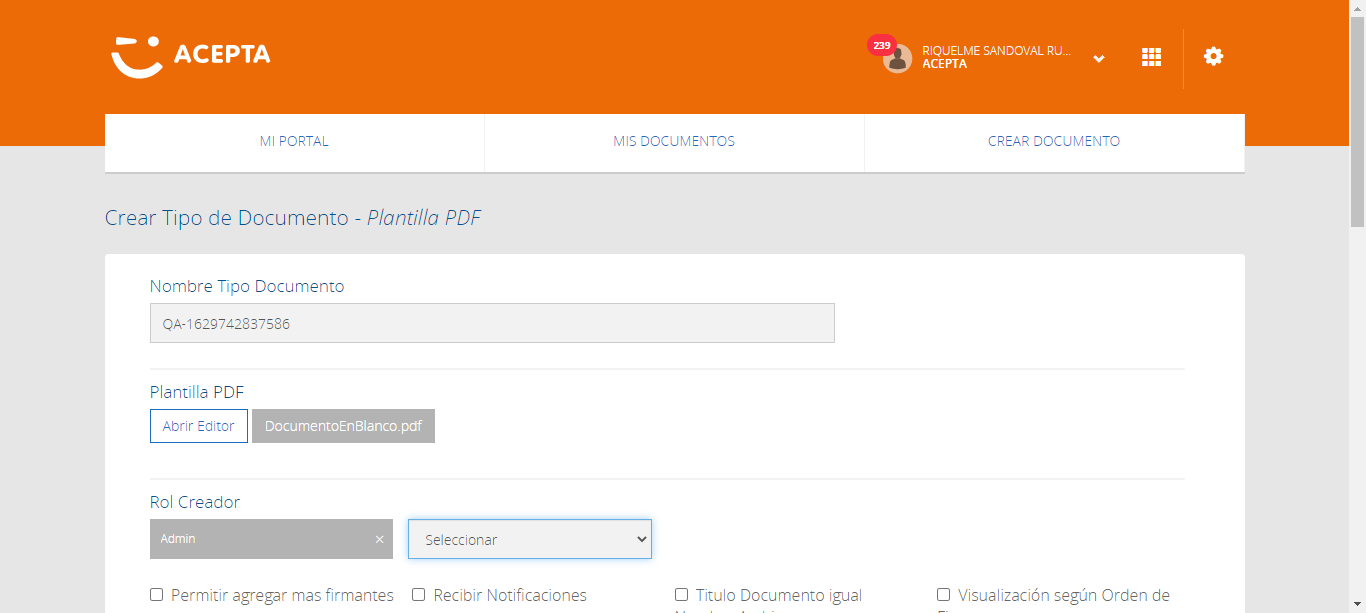 ACEPTA
239
RIQUELME SANDOVAL RU...
ACEPTA
MI PORTAL
MIS DOCUMENTOS
CREAR DOCUMENTO
Crear Tipo de Documento - Plantilla PDF
Nombre Tipo Documento
QA-1629742837586
Plantilla PDF
Abrir Editor
DocumentoEnBlanco.pdf
Rol Creador
Admin ×
Seleccionar
Permitir agregar mas firmantes
Recibir Notificaciones
Titulo Documento igual
Visualización según Orden de